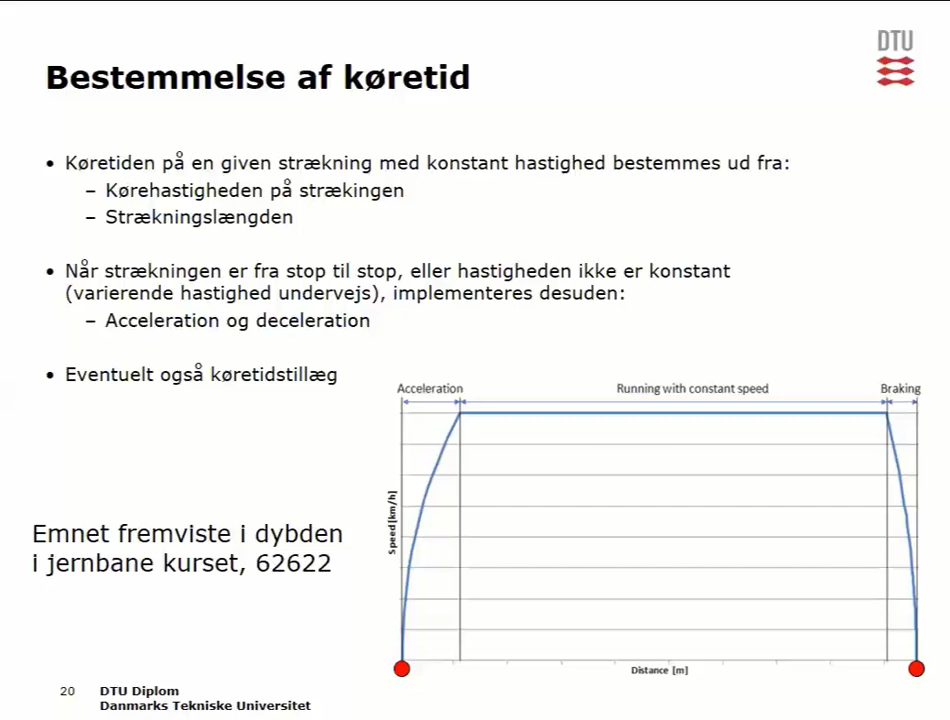 DTU
Bestemmelse af køretid
• Køretiden på en given strækning med konstant hastighed bestemmes ud fra:
– Kørehastigheden på strækingen
– Strækningslængden
• Når strækningen er fra stop til stop, eller hastigheden ikke er konstant
(varierende hastighed undervejs), implementeres desuden:
– Acceleration og deceleration
• Eventuelt også køretidstillæg
Acceleration Running with constant speed Braking
Speed[km/h]
Distance [m]
Emnet fremviste i dybden
i jernbane kurset, 62622
20 DTU Diplom
Danmarks Tekniske Universitet